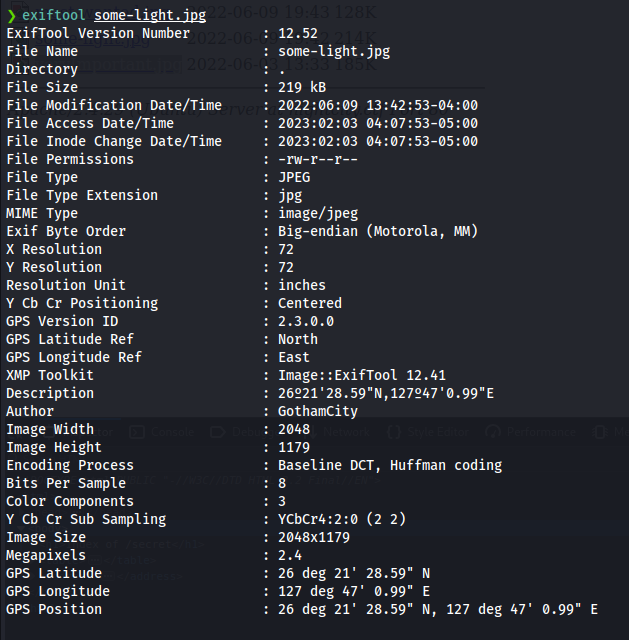 ❯ exiftool some-light.jpg
ExifTool Version Number : 12.52
File Name : some-light.jpg
Directory : .
File Size : 219 kB
File Modification Date/Time : 2022:06:09 13:42:53-04:00
File Access Date/Time : 2023:02:03 04:07:53-05:00
File Inode Change Date/Time : 2023:02:03 04:07:53-05:00
File Permissions : -rw-r--r--
File Type : JPEG
File Type Extension : jpg
MIME Type : image/jpeg
Exif Byte Order : Big-endian (Motorola, MM)
X Resolution : 72
Y Resolution : 72
Resolution Unit : inches
Y Cb Cr Positioning : Centered
GPS Version ID : 2.3.0.0
GPS Latitude Ref : North
GPS Longitude Ref : East
XMP Toolkit : Image::ExifTool 12.41
Description : 26º21'28.59"N,127º47'0.99"E
Author : GothamCity
Image Width : 2048
Image Height : 1179
Encoding Process : Baseline DCT, Huffman coding
Bits Per Sample : 8
Color Components : 3
Y Cb Cr Sub Sampling : YCbCr4:2:0 (2 2)
Image Size : 2048x1179
Megapixels : 2.4
GPS Latitude : 26 deg 21' 28.59" N
GPS Longitude : 127 deg 47' 0.99" E
GPS Position : 26 deg 21' 28.59" N, 127 deg 47' 0.99" E